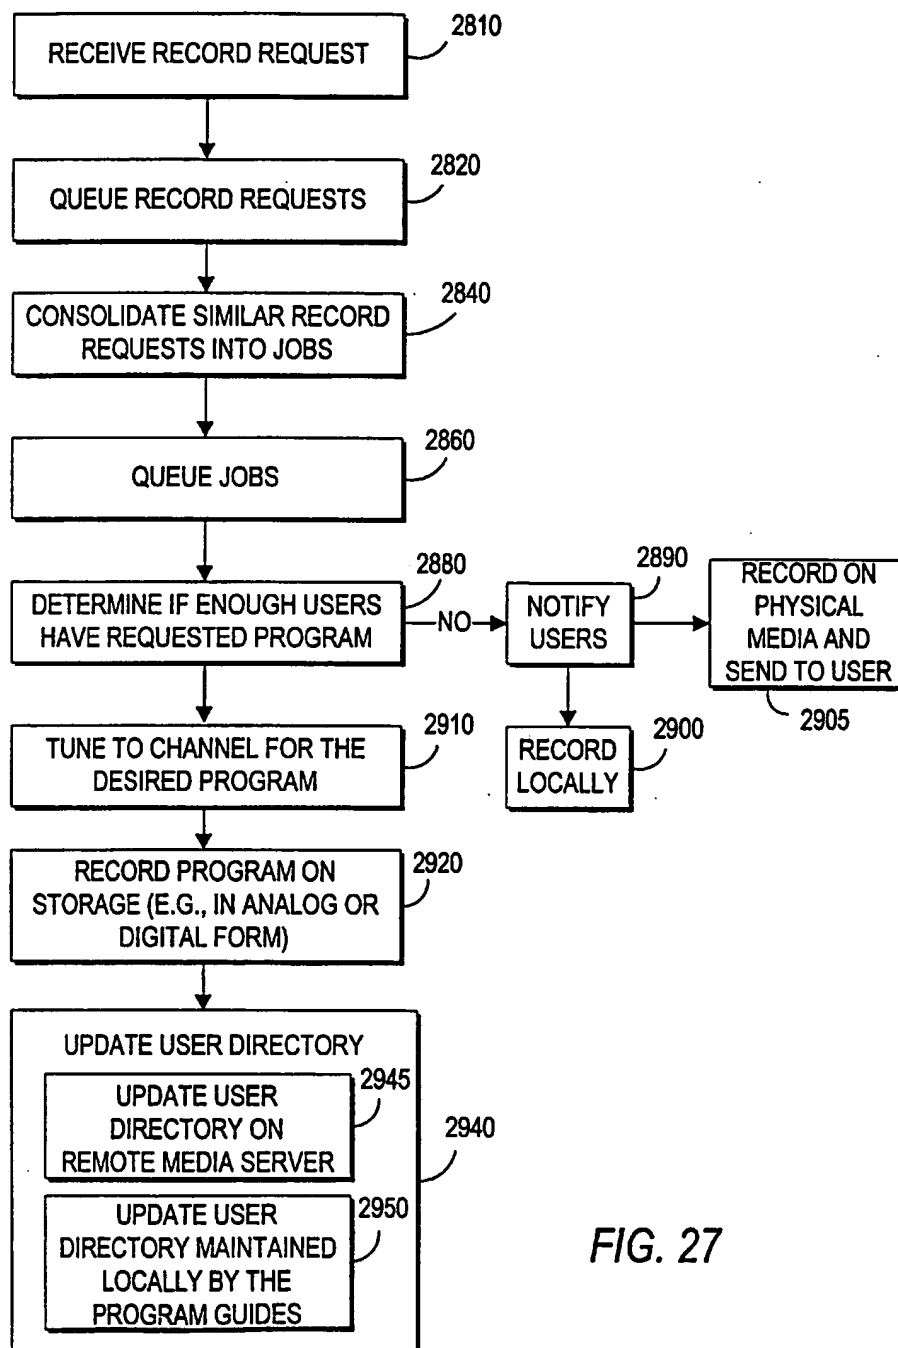 RECEIVE RECORD REQUEST
2810
QUEUE RECORD REQUESTS
2820
CONSOLIDATE SIMILAR RECORD
REQUESTS INTO JOBS
2840
QUEUE JOBS
2860
DETERMINE IF ENOUGH USERS
HAVE REQUESTED PROGRAM
2880
NO
NOTIFY
USERS
2890
RECORD ON
PHYSICAL
MEDIA AND
SEND TO USER
2905
RECORD
LOCALLY
2900
TUNE TO CHANNEL FOR THE
DESIRED PROGRAM
2910
RECORD PROGRAM ON
STORAGE (E.G., IN ANALOG OR
DIGITAL FORM)
2920
UPDATE USER DIRECTORY
2940
UPDATE USER
DIRECTORY ON
REMOTE MEDIA SERVER
2945
UPDATE USER
DIRECTORY MAINTAINED
LOCALLY BY THE
PROGRAM GUIDES
2950
FIG. 27